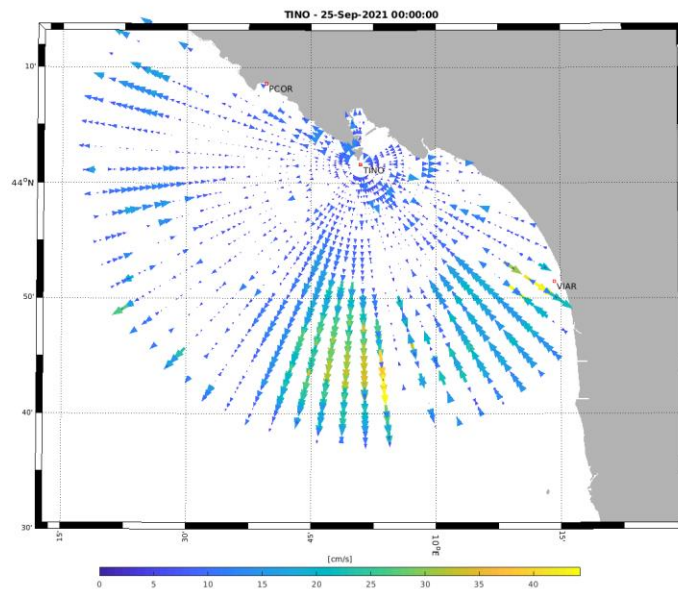 TINO - 25-Sep-2021 00:00:00
10'
PCOR
TINO
44°N
50'
VIAR
40'
30'
15' 30' 45' 10°E 15'
[cm/s]
0 5 10 15 20 25 30 35 40